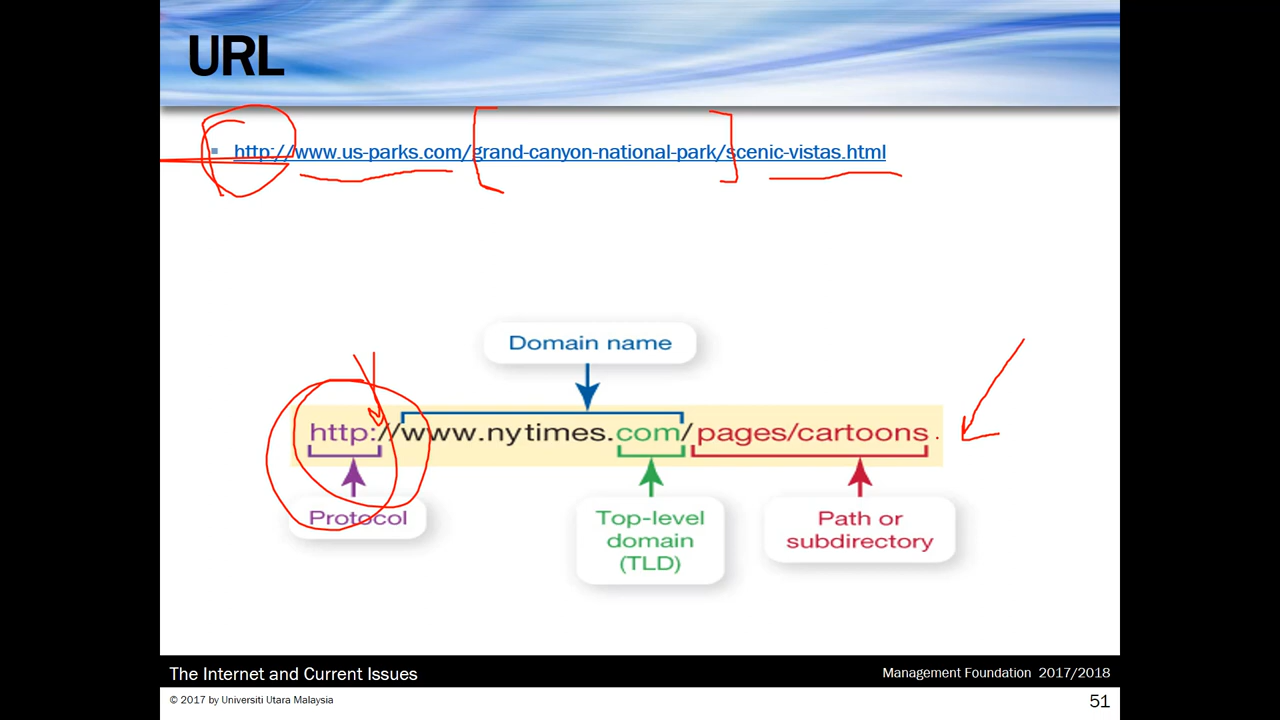 URL
▪ http://www.us-parks.com/grand-canyon-national-park/scenic-vistas.html
Domain name
http://www.nytimes.com/pages/cartoons.
Protocol
Top-level
domain
(TLD)
Path or
subdirectory
The Internet and Current Issues
Management Foundation 2017/2018
© 2017 by Universiti Utara Malaysia
51